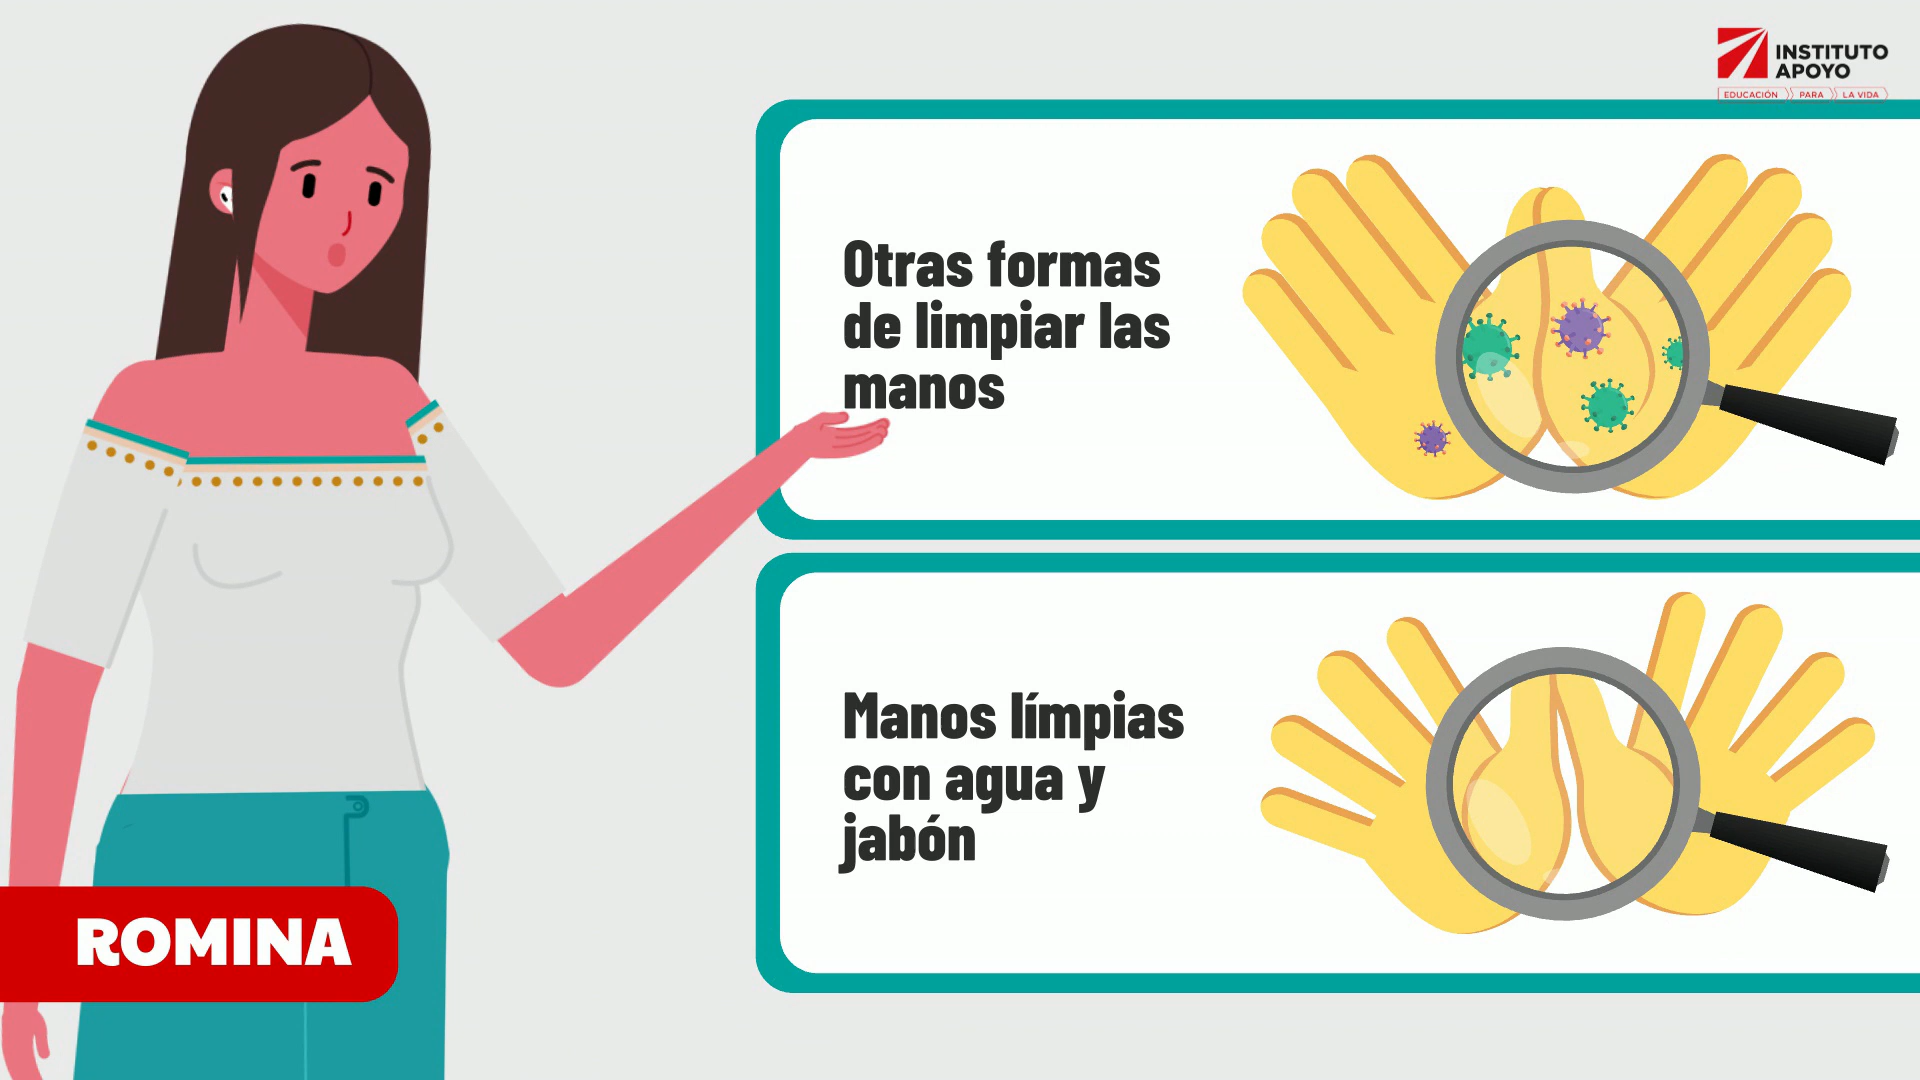 INSTITUTO
APOYO
EDUCACIÓN PARA LA VIDA
Otras formas
de limpiar las
manos
Manos límpias
con agua y
jabón
ROMINA